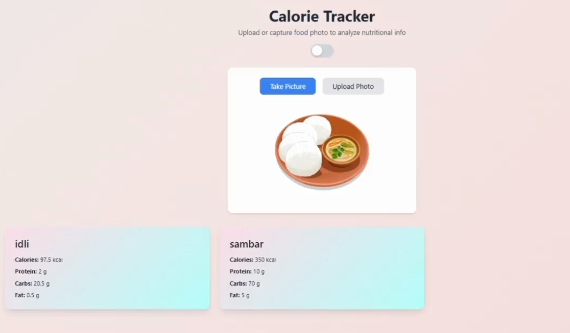 Calorie Tracker
Upload or capture food photo to analyze nutritional info
Take Picture
Upload Photo
idli
Calories: 97.5 kcal
Protein: 2 g
Carbs: 20.5 g
Fat: 0.5 g
sambar
Calories: 350 kcal
Protein: 10 g
Carbs: 70 g
Fat: 5 g